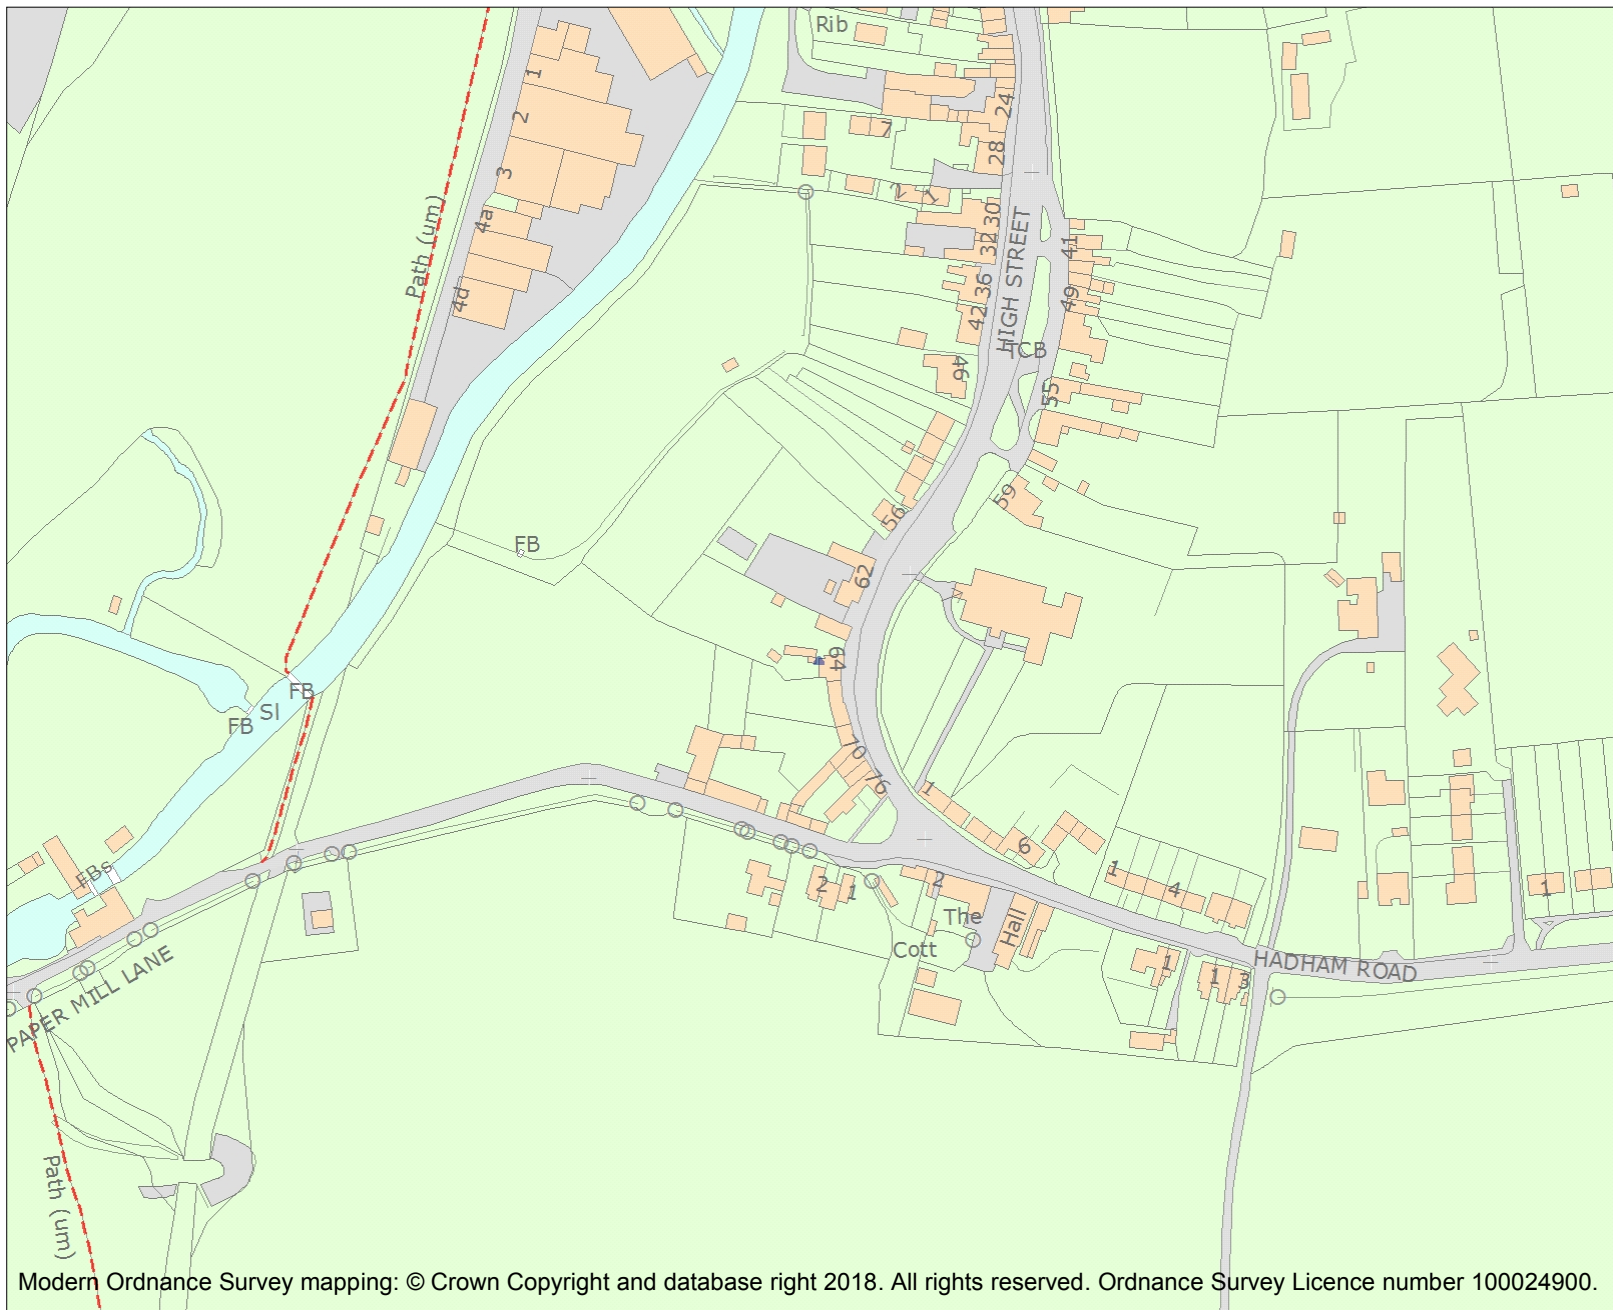 Rib
1
2
3
4a
4d
Path (um)
24
7
28
2
1
30
32
HIGH STREET
41
36
42
49
TCB
46
55
59
56
FB
62
64
FB
Sl
FB
70
76
1
6
FBs
2
1
2
1
4
1
The
Hall
Cott
1
1
3
HADHAM ROAD
PAPER MILL LANE
Path (um)
Modern Ordnance Survey mapping: © Crown Copyright and database right 2018. All rights reserved. Ordnance Survey Licence number 100024900.